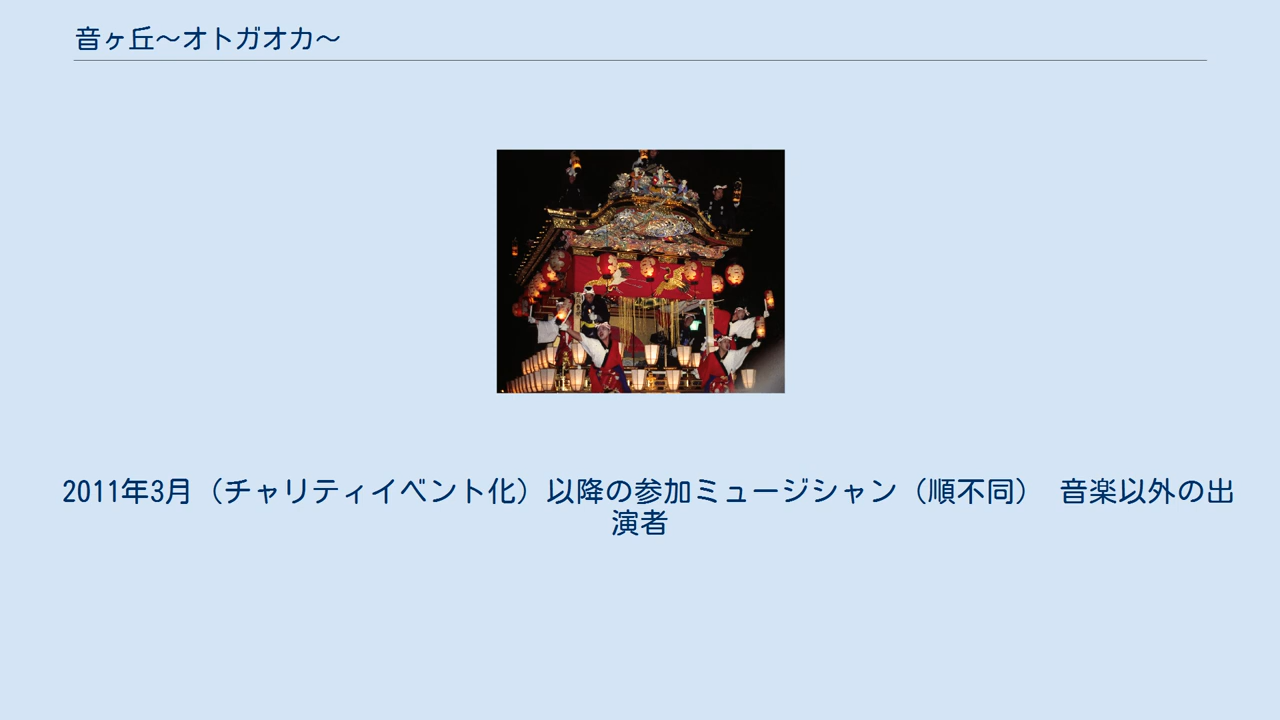 音ヶ丘～オトガオカ～
2011年3月（チャリティイベント化）以降の参加ミュージシャン（順不同）　音楽以外の出
演者